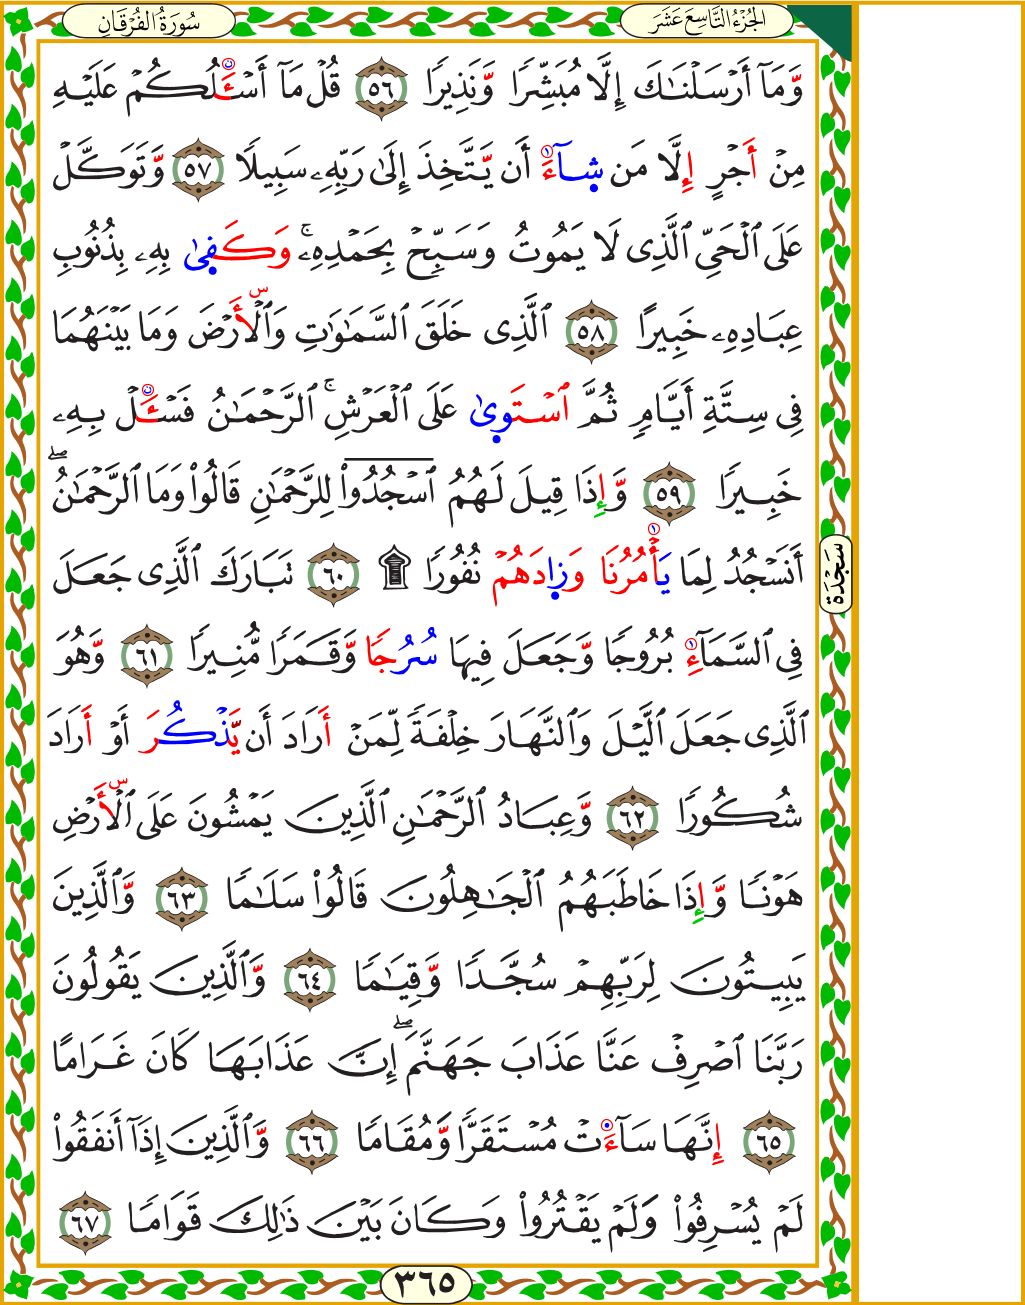 الجُزْءُ التَّاسِعَ عَشَرَ
سُورَةُ الفُرْقَانِ
وَّمَآ أَرۡسَلۡنَـٰكَ إِلَّا مُبَشِّرٗا وَّنَذِيرٗا ٥٦ قُلۡ مَآ أَسۡـَٔلُكُمۡ عَلَيۡهِ
مِنۡ أَجۡرٍ إِلَّا مَن شَآءَ أَن يَّتَّخِذَ إِلَىٰ رَبِّهِۦ سَبِيلٗا ٥٧ وَّتَوَكَّلۡ
عَلَى ٱلۡحَيِّ ٱلَّذِى لَا يَمُوتُ وَسَبِّحۡ بِحَمۡدِهِۦۚ وَكَفِىٰ بِهِۦ بِذُنُوبِ
عِبَادِهِۦ خَبِيرًا ٥٨ ٱلَّذِى خَلَقَ ٱلسَّمَـٰوَٰتِ وَٱلۡأَرۡضَ وَمَا بَيۡنَهُمَا
فِى سِتَّةِ أَيَّامٖ ثُمَّ ٱسۡتَوِىٰ عَلَى ٱلۡعَرۡشِۚ ٱلرَّحۡمَـٰنُ فَسۡـَٔلۡ بِهِۦ
خَبِيرٗا ٥٩ وَّإِذَا قِيلَ لَهُمُ ٱسۡجُدُواْ لِلرَّحۡمَـٰنِ قَالُواْ وَمَا ٱلرَّحۡمَـٰنُۖ
أَنَسۡجُدُ لِمَا يَأۡمُرُنَا وَزَادَهُمۡ نُفُورٗا ۩ ٦٠ تَبَارَكَ ٱلَّذِى جَعَلَ
فِى ٱلسَّمَآءِ بُرُوجٗا وَّجَعَلَ فِيهَا سُرُجٗا وَّقَمَرٗا مُّنِيرٗا ٦١ وَّهُوَ
ٱلَّذِى جَعَلَ ٱلَّيۡلَ وَٱلنَّهَارَ خِلۡفَةٗ لِّمَنۡ أَرَادَ أَن يَّذۡكُرَ أَوۡ أَرَادَ
شُكُورٗا ٦٢ وَّعِبَادُ ٱلرَّحۡمَـٰنِ ٱلَّذِينَ يَمۡشُونَ عَلَى ٱلۡأَرۡضِ
هَوۡنٗا وَّإِذَا خَاطَبَهُمُ ٱلۡجَـٰهِلُونَ قَالُواْ سَلَـٰمٗا ٦٣ وَّٱلَّذِينَ
يَبِيتُونَ لِرَبِّهِمۡ سُجَّدٗا وَّقِيَـٰمٗا ٦٤ وَّٱلَّذِينَ يَقُولُونَ
رَبَّنَا ٱصۡرِفۡ عَنَّا عَذَابَ جَهَنَّمَۖ إِنَّ عَذَابَهَا كَانَ غَرَامًا
٦٥ إِنَّهَا سَآءَتۡ مُسۡتَقَرّٗا وَّمُقَامٗا ٦٦ وَّٱلَّذِينَ إِذَآ أَنفَقُواْ
لَمۡ يُسۡرِفُواْ وَلَمۡ يَقۡتُرُواْ وَكَانَ بَيۡنَ ذَٰلِكَ قَوَامٗا ٦٧
سَجْدَة
٣٦٥